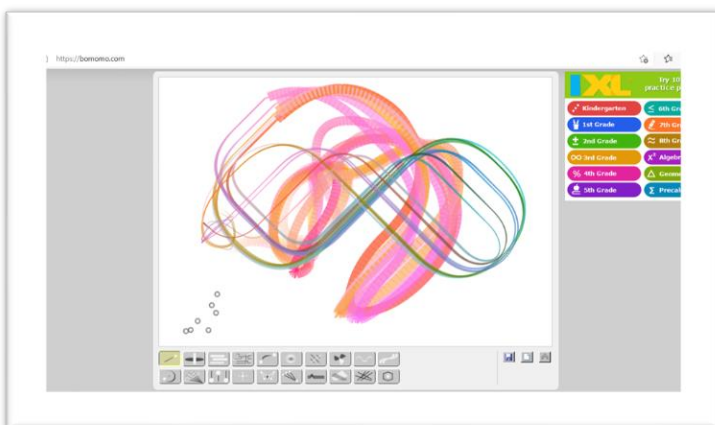 https://bomomo.com
IXL
Try 10
practice p
Kindergarten
6th Gr
1st Grade
7th Gr
2nd Grade
8th Gr
3rd Grade
Algebr
4th Grade
Geome
5th Grade
Precal